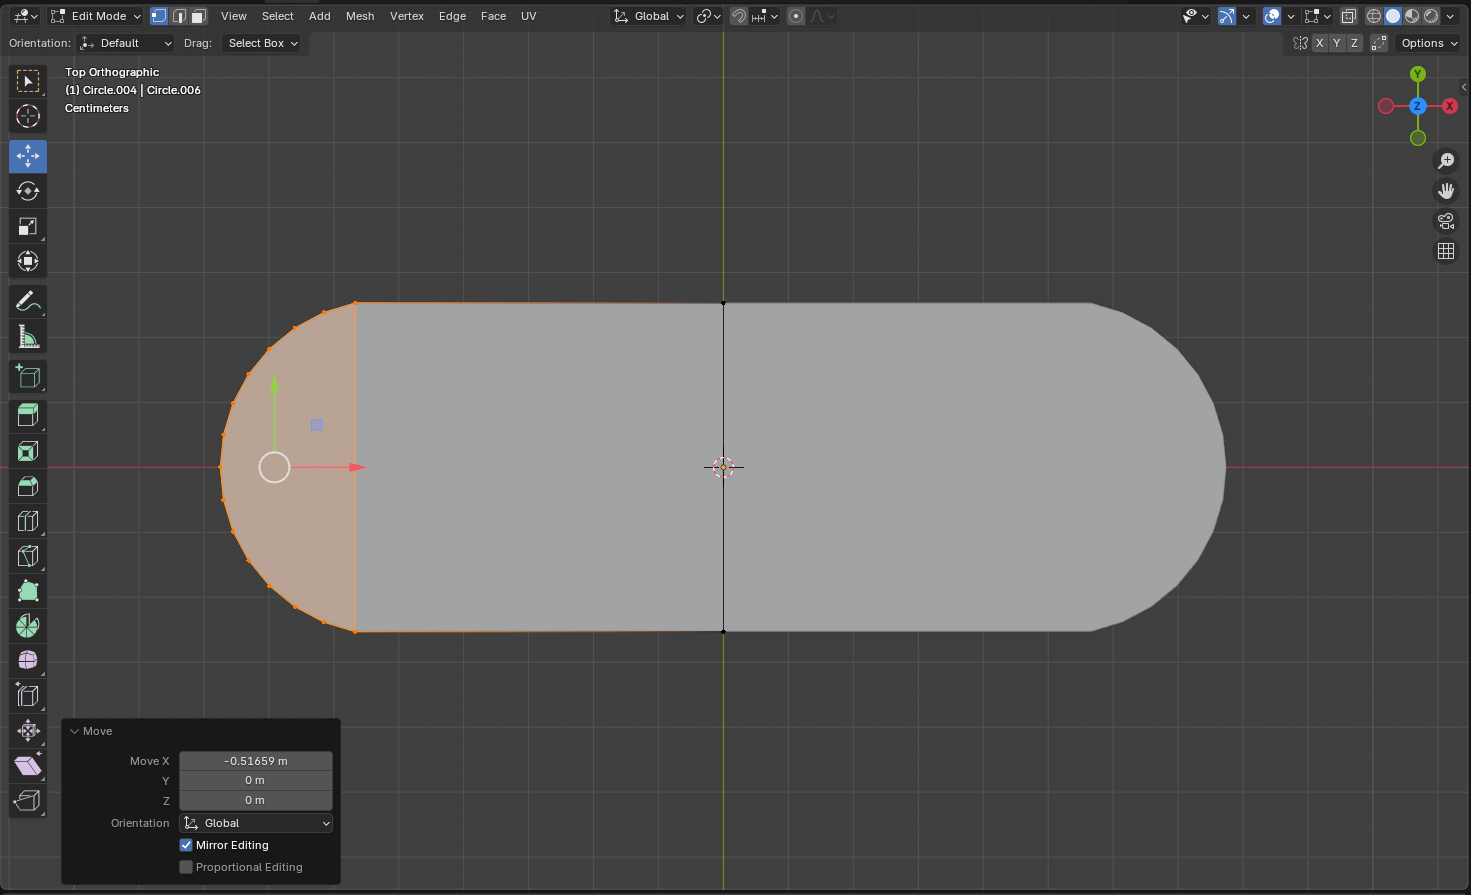 Edit Mode View Select Add Mesh Vertex Edge Face UV Global
Orientation: Default Drag: Select Box X Y Z Options
Top Orthographic
(1) Circle.004 | Circle.006
Centimeters
Y
Z X
Move
Move X -0.51659 m
Y 0 m
Z 0 m
Orientation Global
Mirror Editing
Proportional Editing